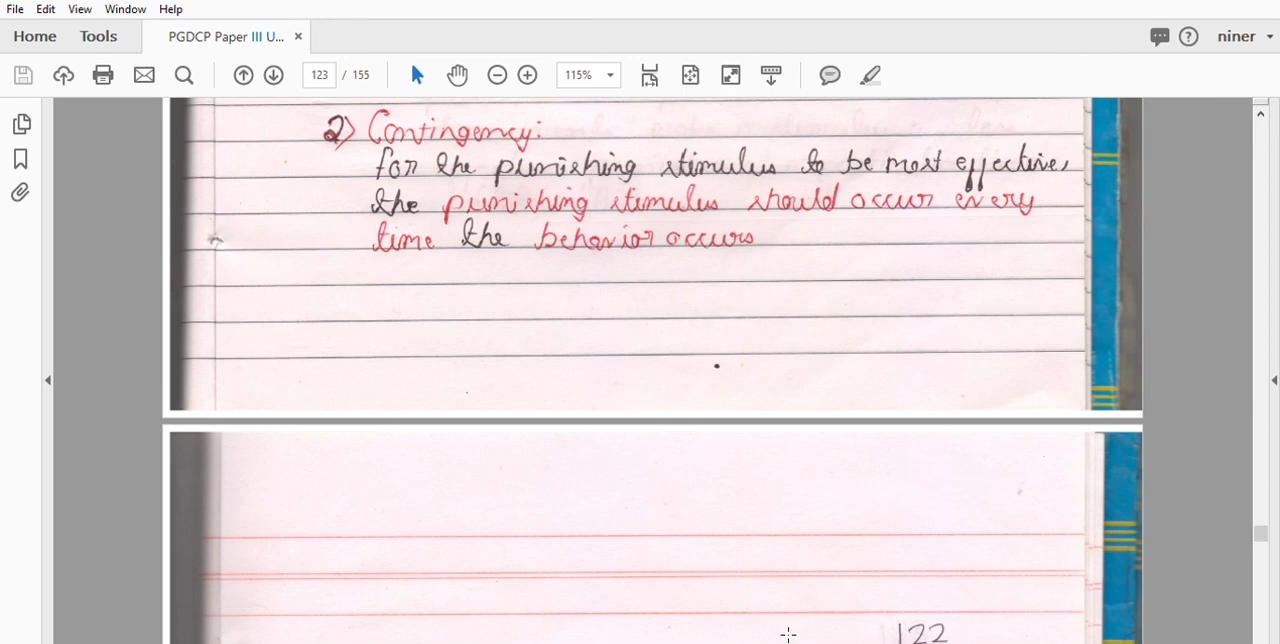 File Edit View Window Help
Home Tools PGDCP Paper III U... × niner
123 / 155 115%
2) Contingency:
for the punishing stimulus to be most effective,
the punishing stimulus should occur every
time the behavior occurs
122